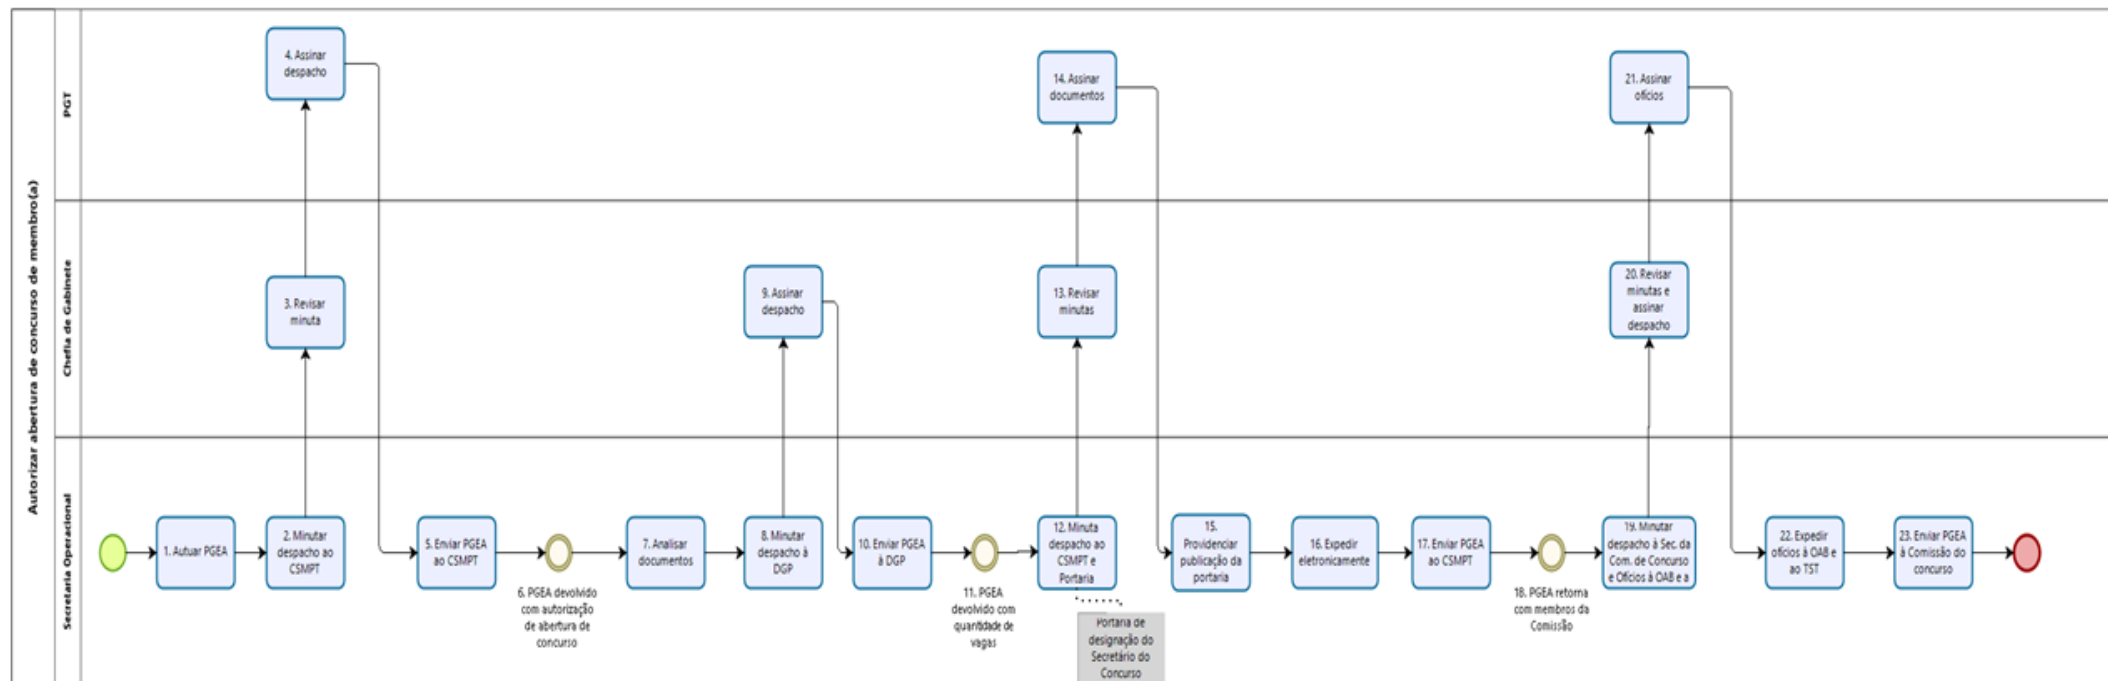 Autorizar abertura de concurso de membro(a)
PGT
4. Assinar
despacho
14. Assinar
documentos
21. Assinar
ofícios
Chefia de Gabinete
3. Revisar
minuta
9. Assinar
despacho
13. Revisar
minutas
20. Revisar
minutas e
assinar
despacho
Secretaria Operacional
1. Autuar PGEA
2. Minutar
despacho ao
CSMPT
5. Enviar PGEA
ao CSMPT
6. PGEA devolvido
com autorização
de abertura de
concurso
7. Analisar
documentos
8. Minutar
despacho à
DGP
10. Enviar PGEA
à DGP
11. PGEA
devolvido com
quantidade de
vagas
12. Minuta
despacho ao
CSMPT e
Portaria
Portaria de
designação do
Secretário do
Concurso
15.
Providenciar
publicação da
portaria
16. Expedir
eletronicamente
17. Enviar PGEA
ao CSMPT
18. PGEA retorna
com membros da
Comissão
19. Minutar
despacho à Sec. da
Com. de Concurso
e Ofícios à OAB e a
22. Expedir
ofícios à OAB e
ao TST
23. Enviar PGEA
à Comissão do
concurso